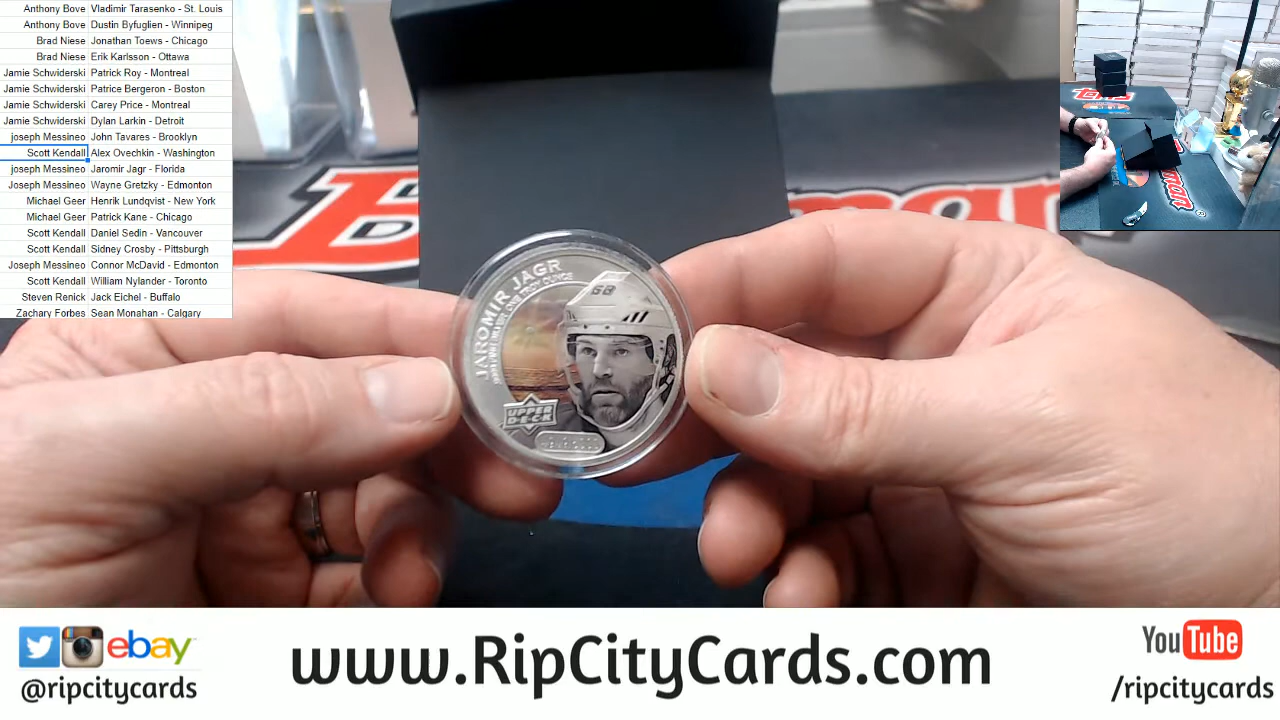 Anthony Bove Vladimir Tarasenko - St. Louis
Anthony Bove Dustin Byfuglien - Winnipeg
Brad Niese Jonathan Toews - Chicago
Brad Niese Erik Karlsson - Ottawa
Jamie Schwiderski Patrick Roy - Montreal
Jamie Schwiderski Patrice Bergeron - Boston
Jamie Schwiderski Carey Price - Montreal
Jamie Schwiderski Dylan Larkin - Detroit
joseph Messineo John Tavares - Brooklyn
Scott Kendall Alex Ovechkin - Washington
joseph Messineo Jaromir Jagr - Florida
Joseph Messineo Wayne Gretzky - Edmonton
Michael Geer Henrik Lundqvist - New York
Michael Geer Patrick Kane - Chicago
Scott Kendall Daniel Sedin - Vancouver
Scott Kendall Sidney Crosby - Pittsburgh
Joseph Messineo Connor McDavid - Edmonton
Scott Kendall William Nylander - Toronto
Steven Renick Jack Eichel - Buffalo
Zachary Forbes Sean Monahan - Calgary
JAROMIR JAGR
ONE TROY OUNCE
68
UPPER
D·E·C·K
ebay
@ripcitycards
www.RipCityCards.com
YouTube
/ripcitycards